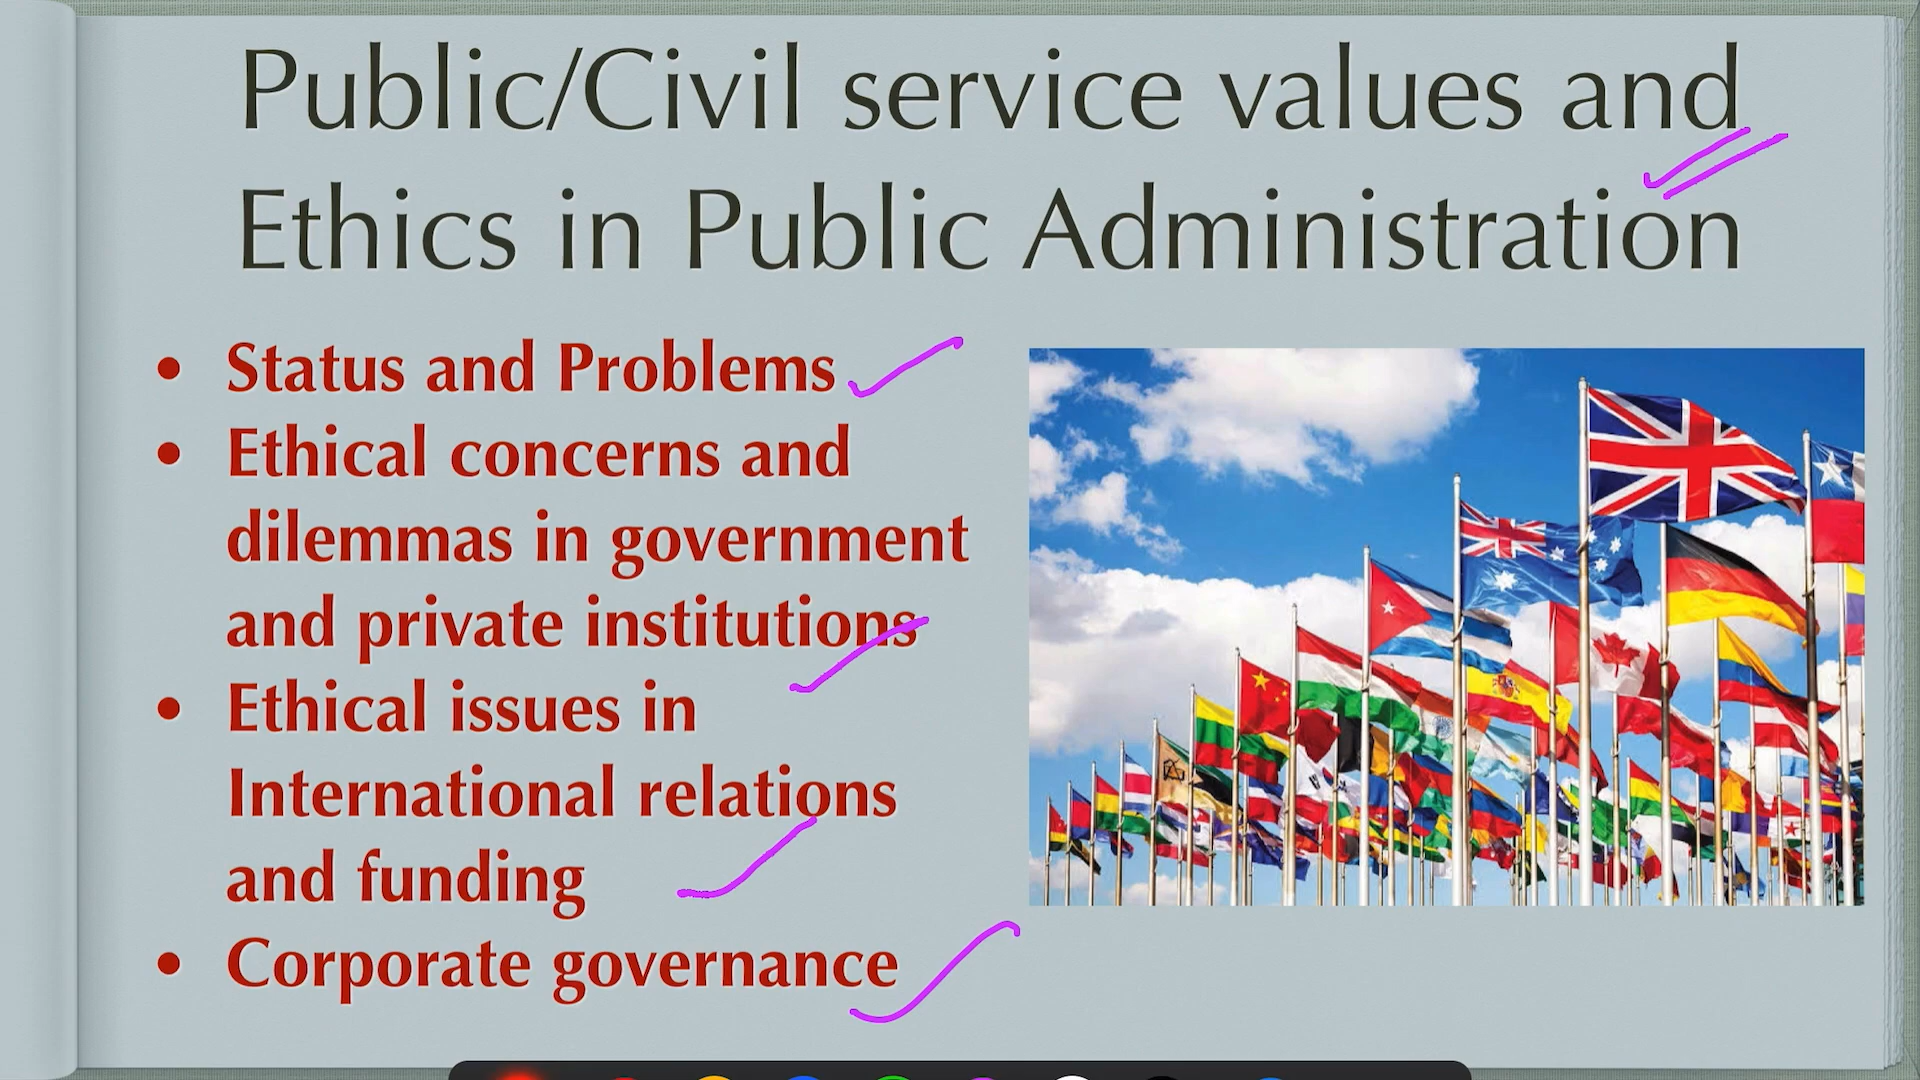 Public/Civil service values and
Ethics in Public Administration
• Status and Problems
• Ethical concerns and
dilemmas in government
and private institutions
• Ethical issues in
International relations
and funding
• Corporate governance